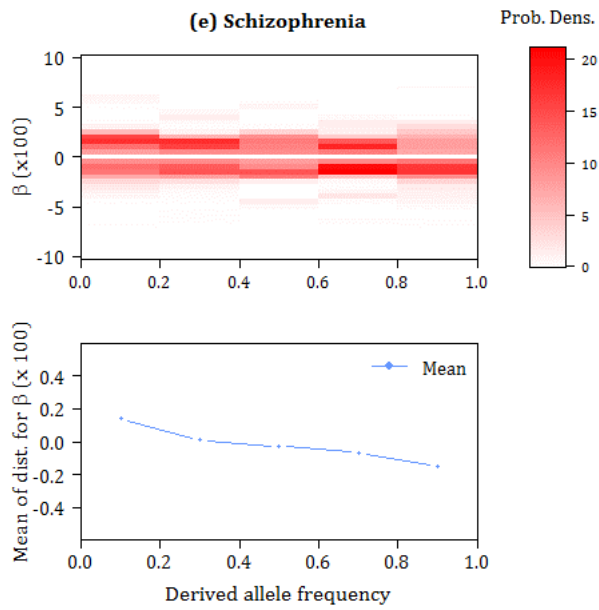 (e) Schizophrenia
Prob. Dens.
β (x100)
10
5
0
-5
-10
0.0 0.2 0.4 0.6 0.8 1.0
20
15
10
5
0
Mean of dist. for β (x 100)
0.4
0.2
0.0
-0.2
-0.4
Mean
0.0 0.2 0.4 0.6 0.8 1.0
Derived allele frequency